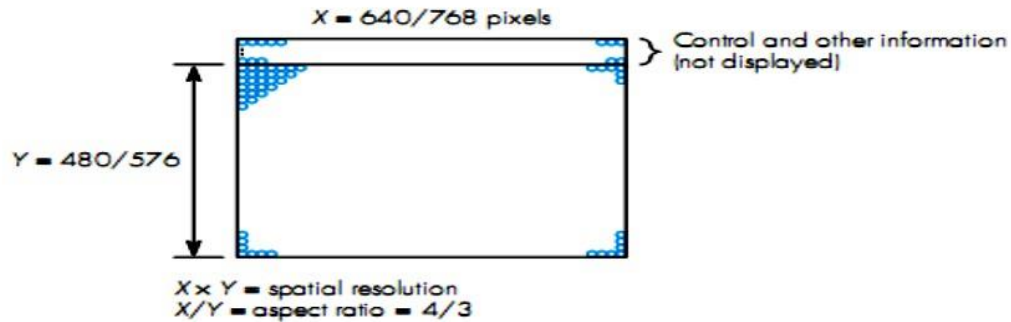 X = 640/768 pixels
Control and other information
(not displayed)
Y = 480/576
X × Y = spatial resolution
X/Y = aspect ratio = 4/3